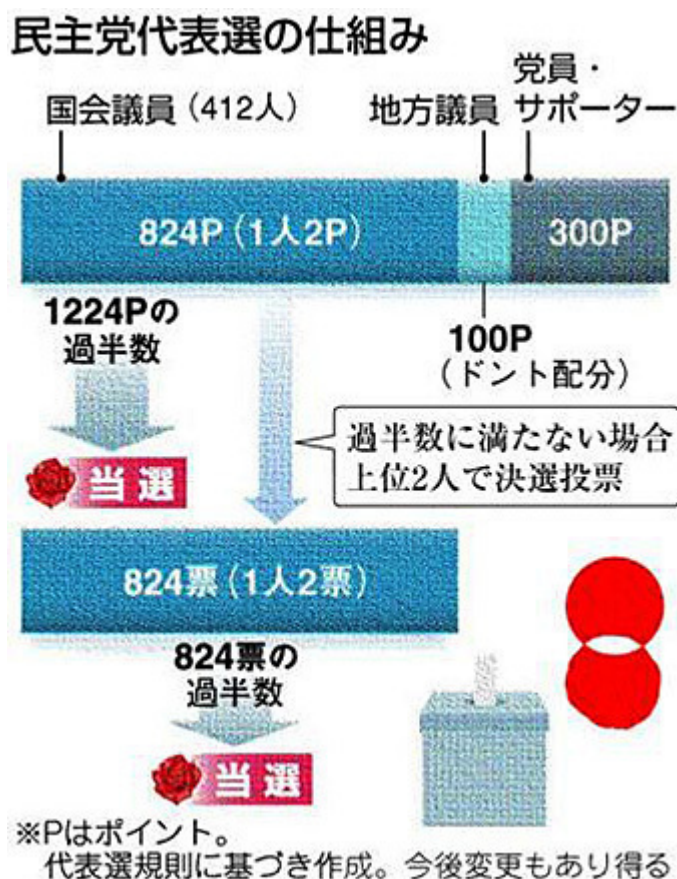 民主党代表選の仕組み
国会議員（412人）
地方議員
党員・
サポーター
824P（1人2P）
300P
1224Pの
過半数
100P
（ドント配分）
当選
過半数に満たない場合
上位2人で決選投票
824票（1人2票）
824票の
過半数
当選
※Pはポイント。
代表選規則に基づき作成。今後変更もあり得る